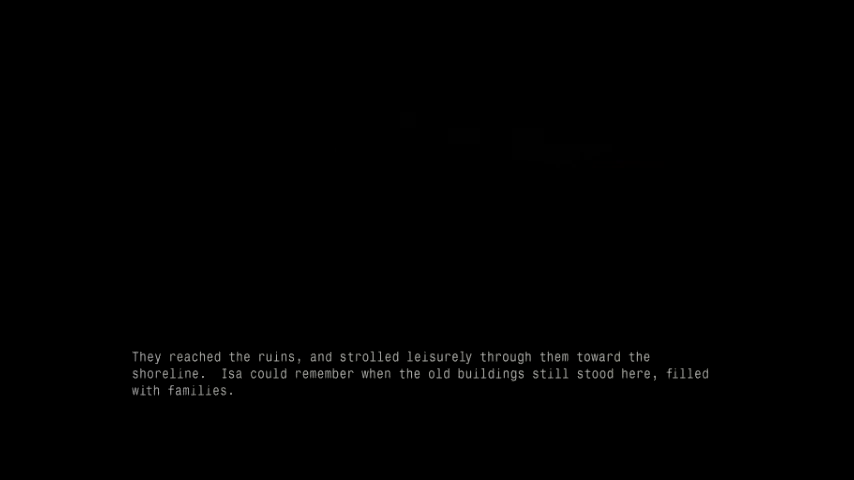 They reached the ruins, and strolled leisurely through them toward the
shoreline.  Isa could remember when the old buildings still stood here, filled
with families.